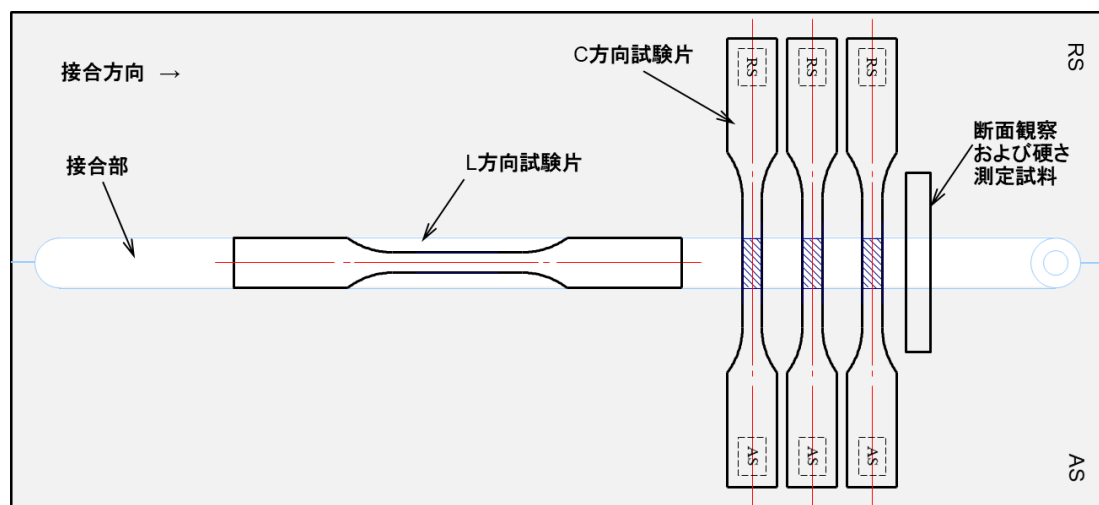 接合方向 →
C方向試験片
RS
RS
RS
RS
接合部
L方向試験片
断面観察
および硬さ
測定試料
AS
AS
AS
AS